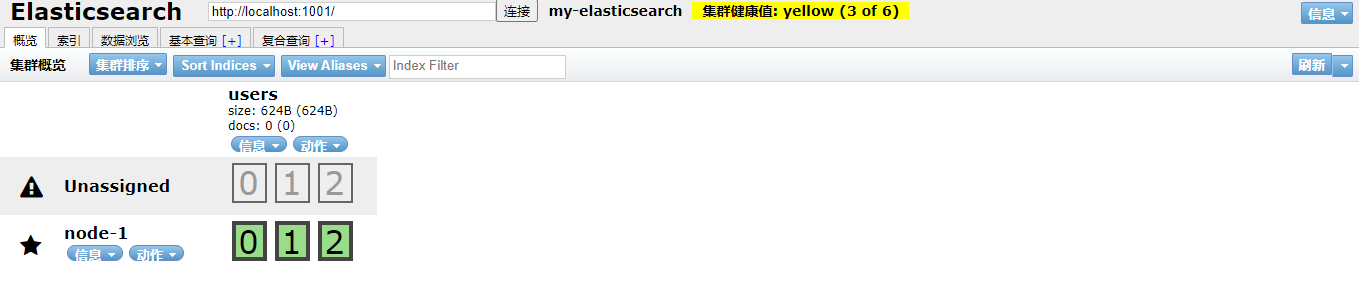 Elasticsearch http://localhost:1001/ 连接 my-elasticsearch 集群健康值: yellow (3 of 6) 信息
概览 索引 数据浏览 基本查询 [+] 复合查询 [+]
集群概览 集群排序 Sort Indices View Aliases Index Filter 刷新
users
size: 624B (624B)
docs: 0 (0)
信息 动作
Unassigned 0 1 2
node-1
信息 动作 0 1 2